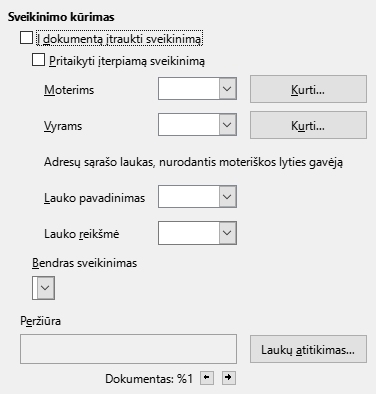 Sveikinimo kūrimas
Į dokumentą įtraukti sveikinimą
Pritaikyti įterpiamą sveikinimą
Moterims
Kurti...
Vyrams
Kurti...
Adresų sąrašo laukas, nurodantis moteriškos lyties gavėją
Lauko pavadinimas
Lauko reikšmė
Bendras sveikinimas
Peržiūra
Laukų atitikimas...
Dokumentas: %1